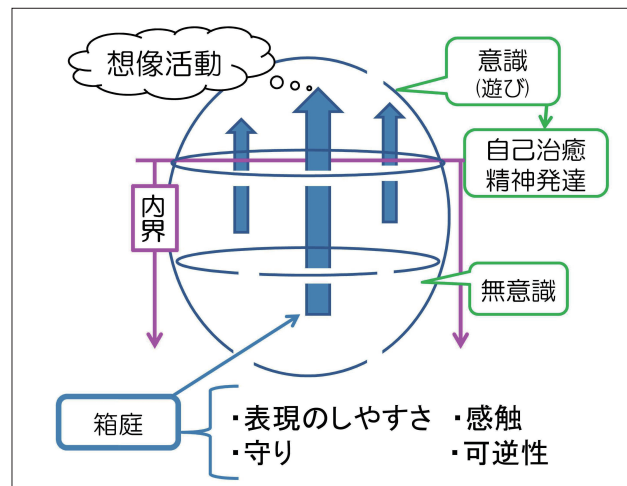 想像活動
意識
(遊び)
自己治癒
精神発達
内界
無意識
箱庭
・表現のしやすさ ・感触
・守り ・可逆性